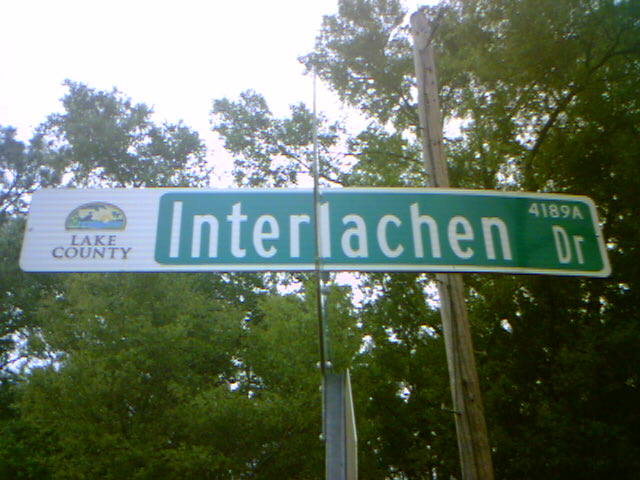 LAKE
COUNTY
Interlachen Dr
4189A